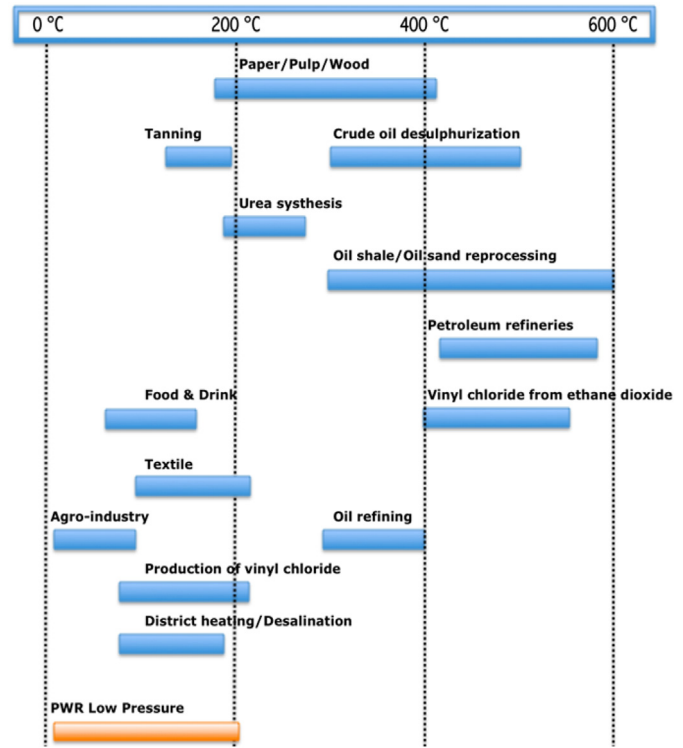 0 °C 200 °C 400 °C 600 °C
Paper/Pulp/Wood
Tanning Crude oil desulphurization
Urea systhesis
Oil shale/Oil sand reprocessing
Petroleum refineries
Food & Drink Vinyl chloride from ethane dioxide
Textile
Agro-industry Oil refining
Production of vinyl chloride
District heating/Desalination
PWR Low Pressure